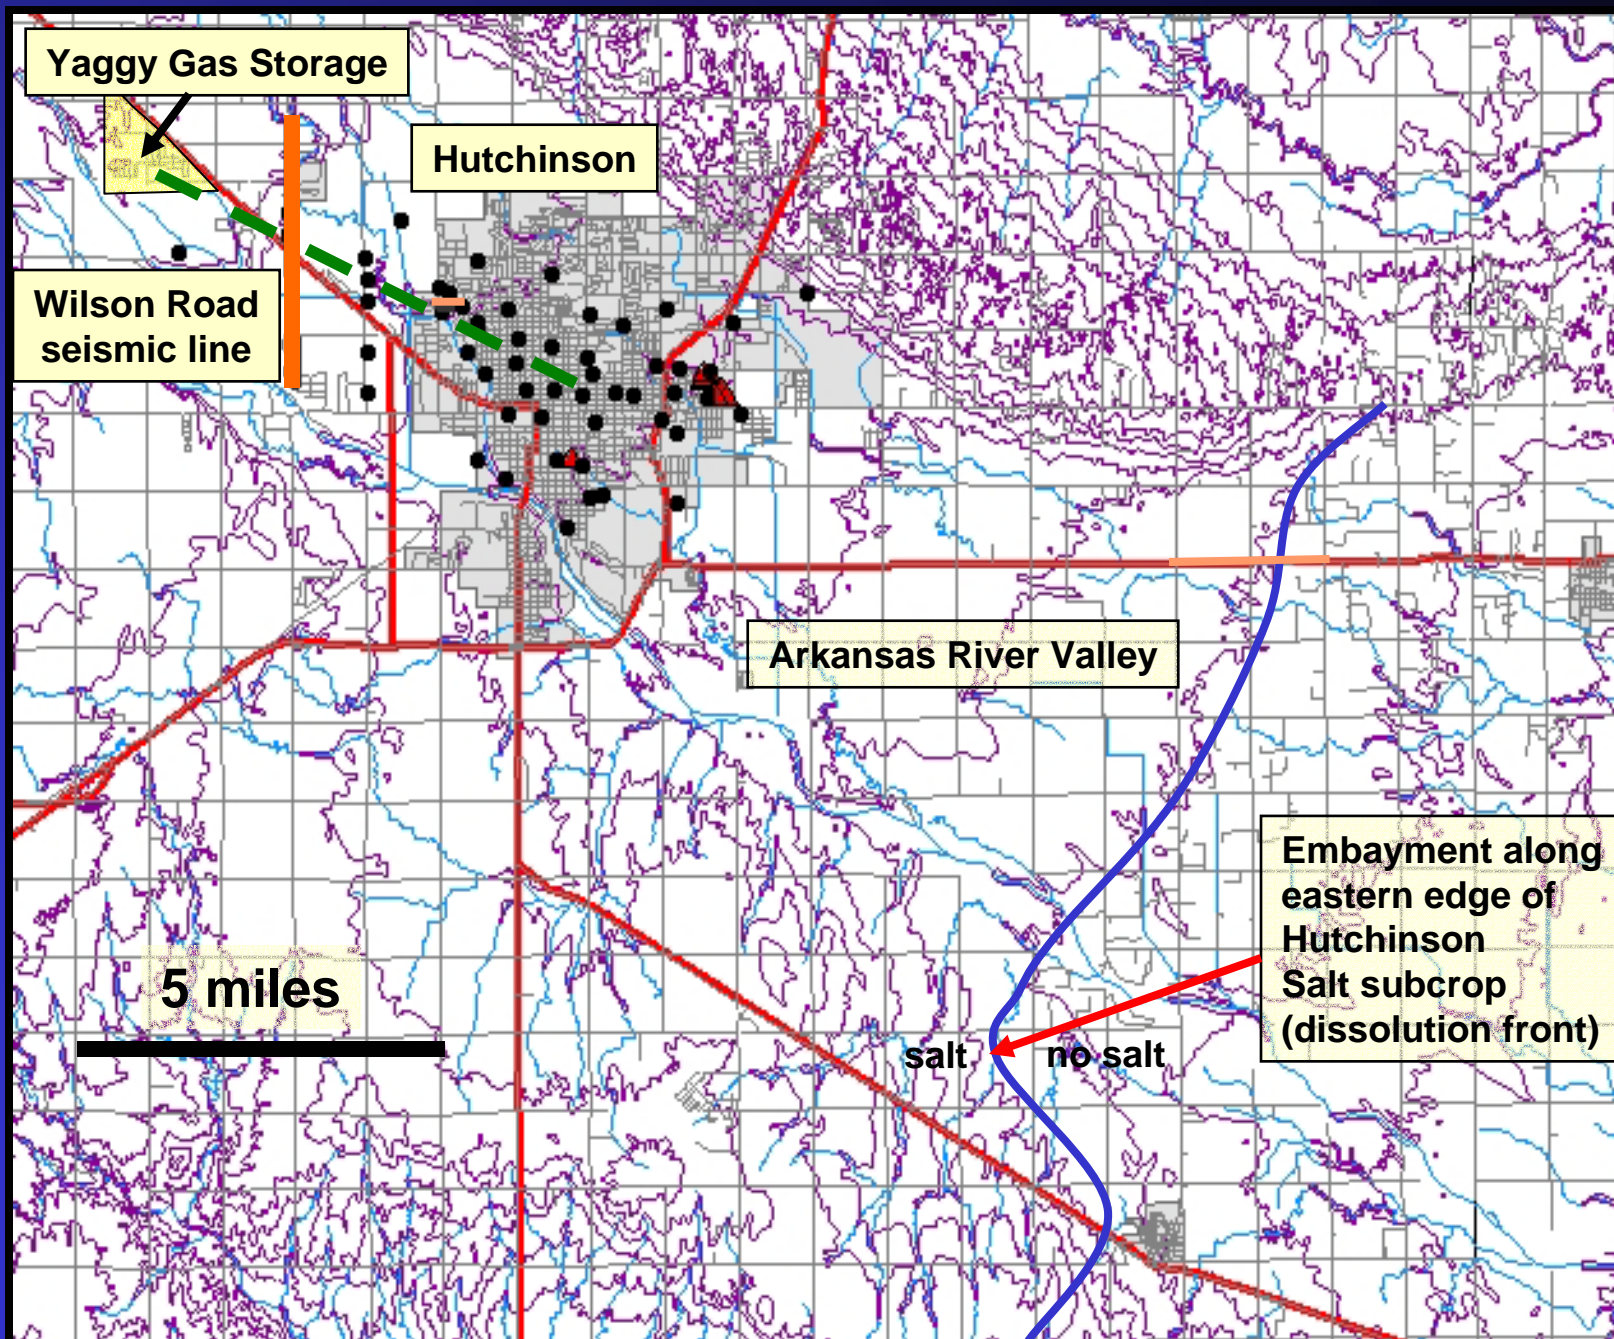 Yaggy Gas Storage
Hutchinson
Wilson Road
seismic line
Arkansas River Valley
Embayment along
eastern edge of
Hutchinson
Salt subcrop
(dissolution front)
5 miles
salt
no salt